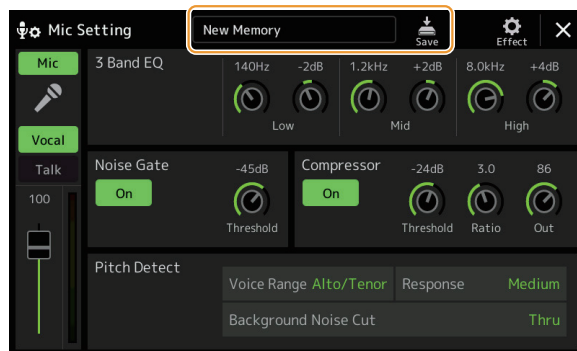 Mic Setting
New Memory
Save
Effect
Mic
Vocal
Talk
100
3 Band EQ
140Hz -2dB 1.2kHz +2dB 8.0kHz +4dB
Low Mid High
Noise Gate
On
-45dB
Threshold
Compressor
On
-24dB 3.0 86
Threshold Ratio Out
Pitch Detect
Voice Range Alto/Tenor Response Medium
Background Noise Cut Thru